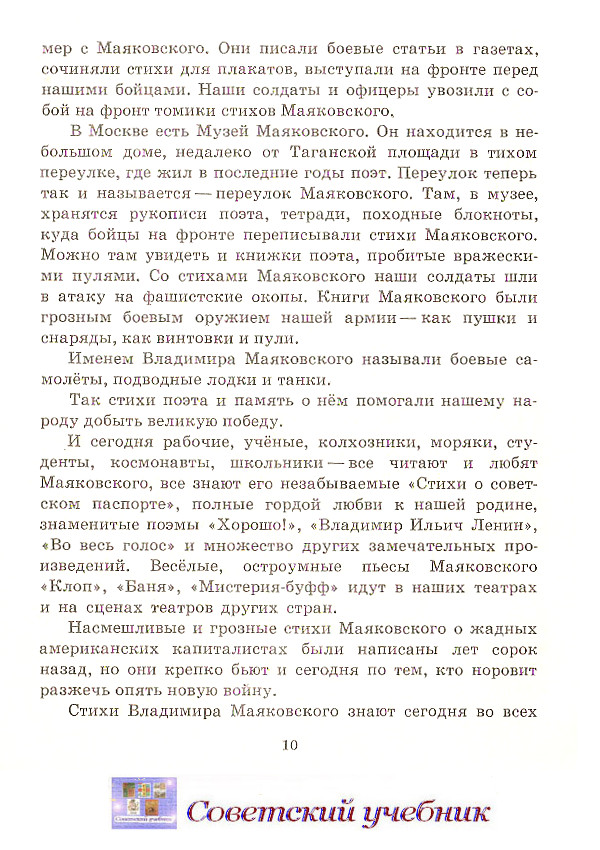 мер с Маяковского. Они писали боевые статьи в газетах,
сочиняли стихи для плакатов, выступали на фронте перед
нашими бойцами. Наши солдаты и офицеры увозили с со-
бой на фронт томики стихов Маяковского.
В Москве есть Музей Маяковского. Он находится в не-
большом доме, недалеко от Таганской площади в тихом
переулке, где жил в последние годы поэт. Переулок теперь
так и называется — переулок Маяковского. Там, в музее,
хранятся рукописи поэта, тетради, походные блокноты,
куда бойцы на фронте переписывали стихи Маяковского.
Можно там увидеть и книжки поэта, пробитые вражески-
ми пулями. Со стихами Маяковского наши солдаты шли
в атаку на фашистские окопы. Книги Маяковского были
грозным боевым оружием нашей армии — как пушки и
снаряды, как винтовки и пули.
Именем Владимира Маяковского называли боевые са-
молёты, подводные лодки и танки.
Так стихи поэта и память о нём помогали нашему на-
роду добыть великую победу.
И сегодня рабочие, учёные, колхозники, моряки, сту-
денты, космонавты, школьники — все читают и любят
Маяковского, все знают его незабываемые «Стихи о совет-
ском паспорте», полные гордой любви к нашей родине,
знаменитые поэмы «Хорошо!», «Владимир Ильич Ленин»,
«Во весь голос» и множество других замечательных про-
изведений. Весёлые, остроумные пьесы Маяковского
«Клоп», «Баня», «Мистерия-буфф» идут в наших театрах
и на сценах театров других стран.
Насмешливые и грозные стихи Маяковского о жадных
американских капиталистах были написаны лет сорок
назад, но они крепко бьют и сегодня по тем, кто норовит
разжечь опять новую войну.
Стихи Владимира Маяковского знают сегодня во всех
10
Советский учебник
Советский учебник